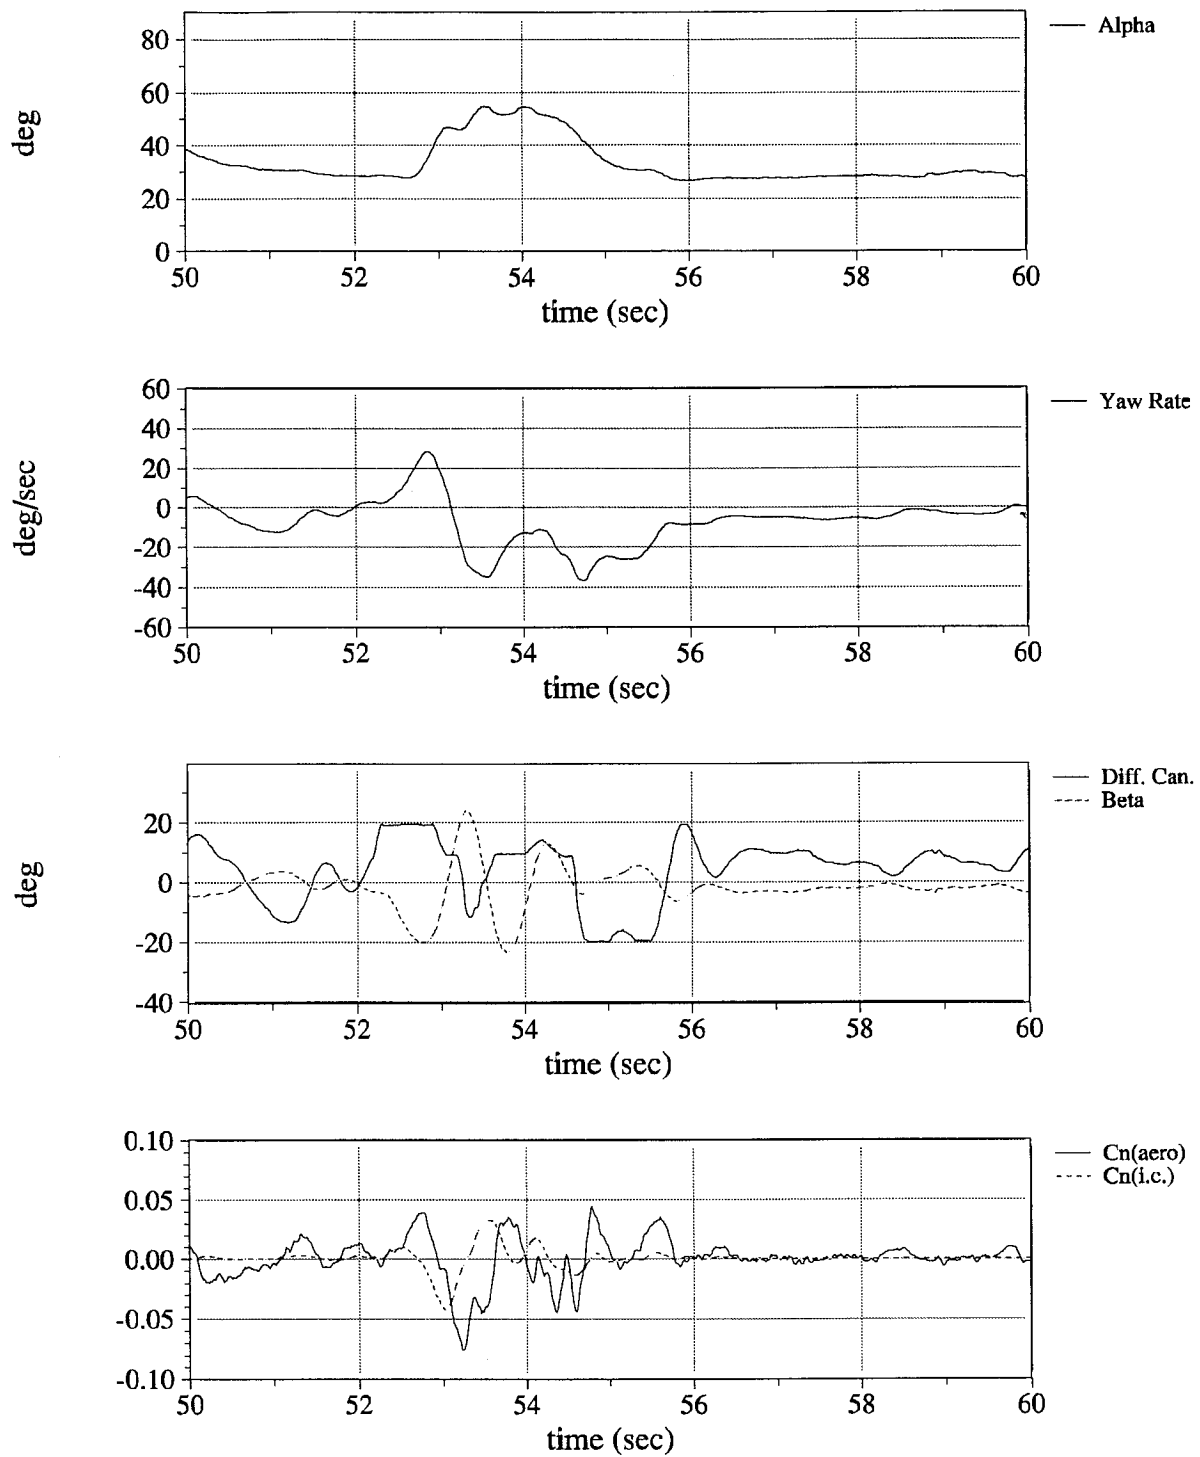 80
60
40
20
0
deg
Alpha
50 52 54 56 58 60
time (sec)
60
40
20
0
-20
-40
-60
deg/sec
Yaw Rate
50 52 54 56 58 60
time (sec)
20
0
-20
-40
deg
Diff. Can.
Beta
50 52 54 56 58 60
time (sec)
0.10
0.05
0.00
-0.05
-0.10
Cn(aero)
Cn(i.c.)
50 52 54 56 58 60
time (sec)